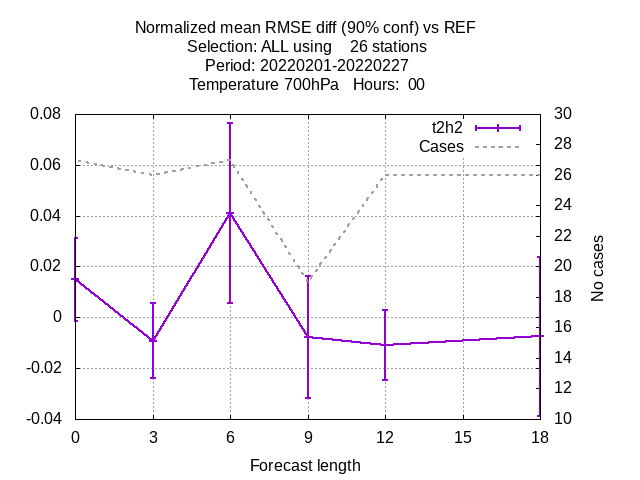 Normalized mean RMSE diff (90% conf) vs REF
Selection: ALL using    26 stations
Period: 20220201-20220227
Temperature 700hPa   Hours:  00
t2h2
Cases
0.08
0.06
0.04
0.02
0
-0.02
-0.04
30
28
26
24
22
20
18
16
14
12
10
No cases
0 3 6 9 12 15 18
Forecast length